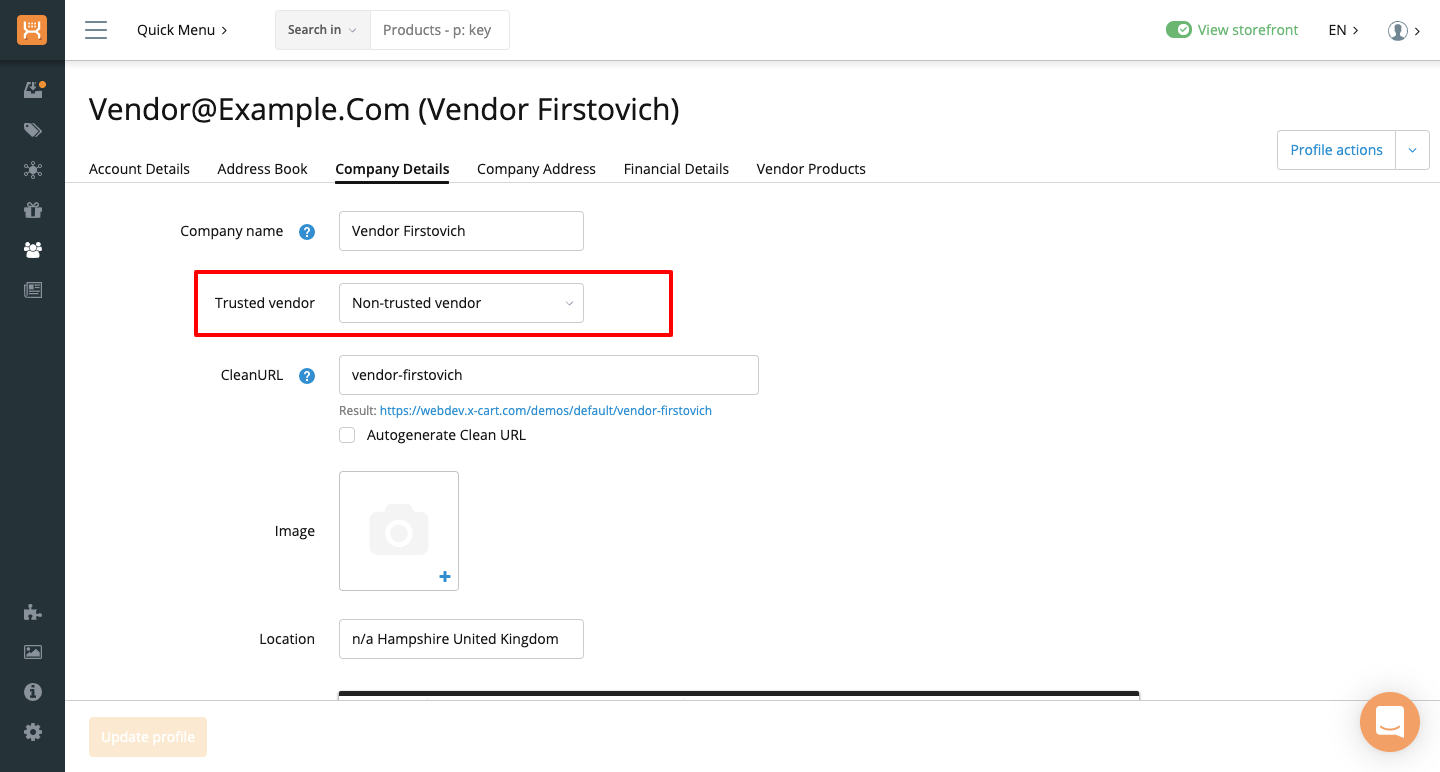 Quick Menu
Search in
Products - p: key
View storefront
EN
Vendor@Example.Com (Vendor Firstovich)
Profile actions
Account Details
Address Book
Company Details
Company Address
Financial Details
Vendor Products
Company name ?
Vendor Firstovich
Trusted vendor
Non-trusted vendor
CleanURL ?
vendor-firstovich
Result: https://webdev.x-cart.com/demos/default/vendor-firstovich
Autogenerate Clean URL
Image
Location
n/a Hampshire United Kingdom
Update profile